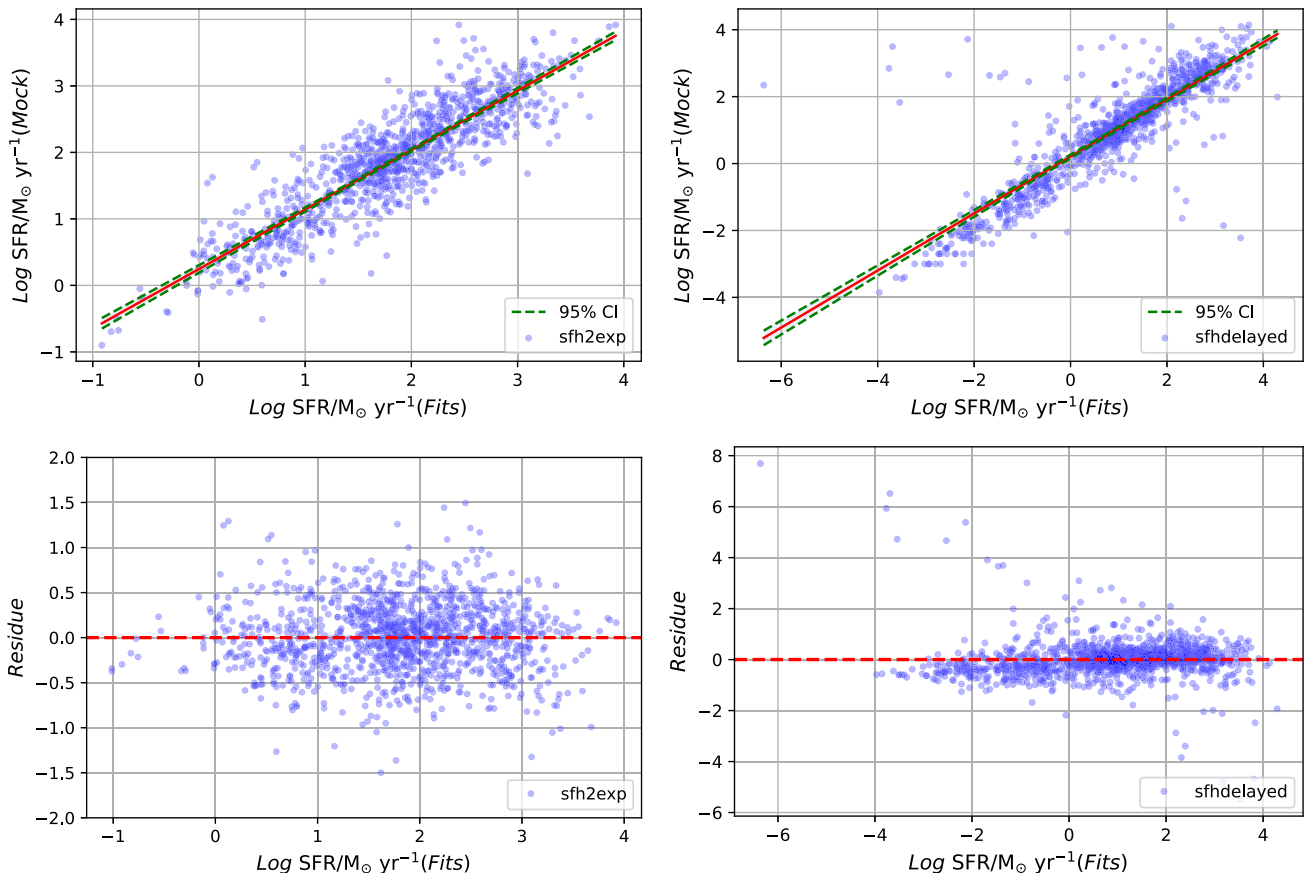 4
3
2
1
0
−1
Log SFR/M⊙ yr⁻¹(Mock)
95% CI
sfh2exp
−1 0 1 2 3 4
Log SFR/M⊙ yr⁻¹(Fits)
4
2
0
−2
−4
Log SFR/M⊙ yr⁻¹(Mock)
95% CI
sfhdelayed
−6 −4 −2 0 2 4
Log SFR/M⊙ yr⁻¹(Fits)
2.0
1.5
1.0
0.5
0.0
−0.5
−1.0
−1.5
−2.0
Residue
sfh2exp
−1 0 1 2 3 4
Log SFR/M⊙ yr⁻¹(Fits)
8
6
4
2
0
−2
−4
−6
Residue
sfhdelayed
−6 −4 −2 0 2 4
Log SFR/M⊙ yr⁻¹(Fits)